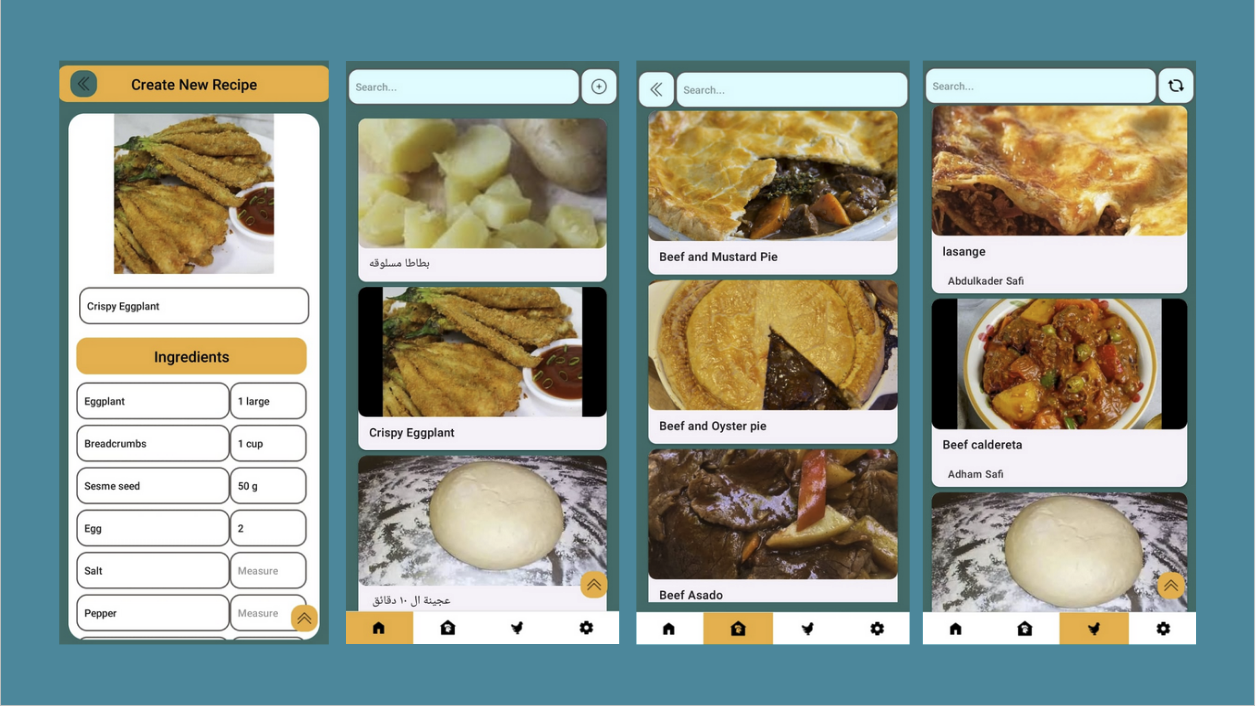 Create New Recipe
Crispy Eggplant
Ingredients
Eggplant
1 large
Breadcrumbs
1 cup
Sesme seed
50 g
Egg
2
Salt
Measure
Pepper
Measure
Search...
بطاطا مسلوقه
Crispy Eggplant
عجينة ال ١٠ دقائق
Search...
Beef and Mustard Pie
Beef and Oyster pie
Beef Asado
Search...
lasange
Abdulkader Safi
Beef caldereta
Adham Safi